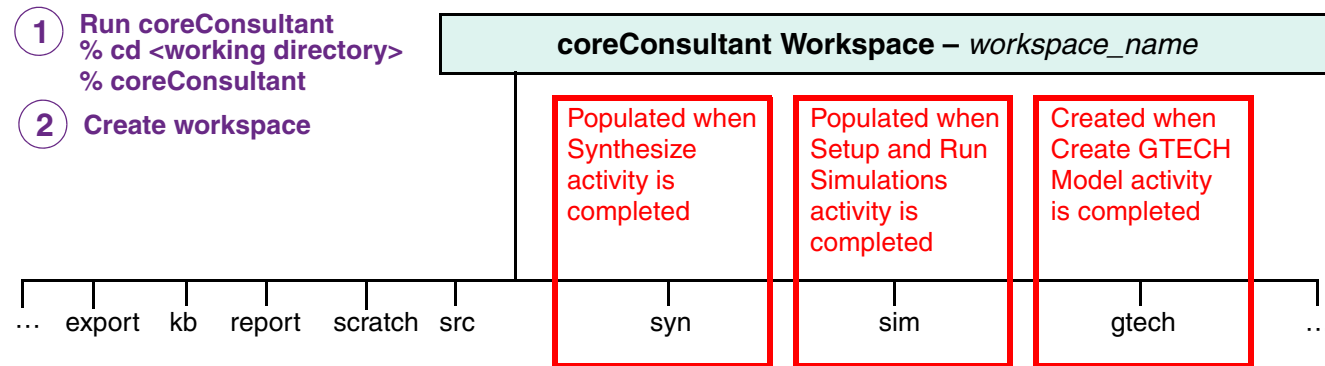 1 Run coreConsultant
% cd <working directory>
% coreConsultant
2 Create workspace
coreConsultant Workspace – workspace_name
Populated when
Synthesize
activity is
completed
Populated when
Setup and Run
Simulations
activity is
completed
Created when
Create GTECH
Model activity
is completed
... export kb report scratch src syn sim gtech ..